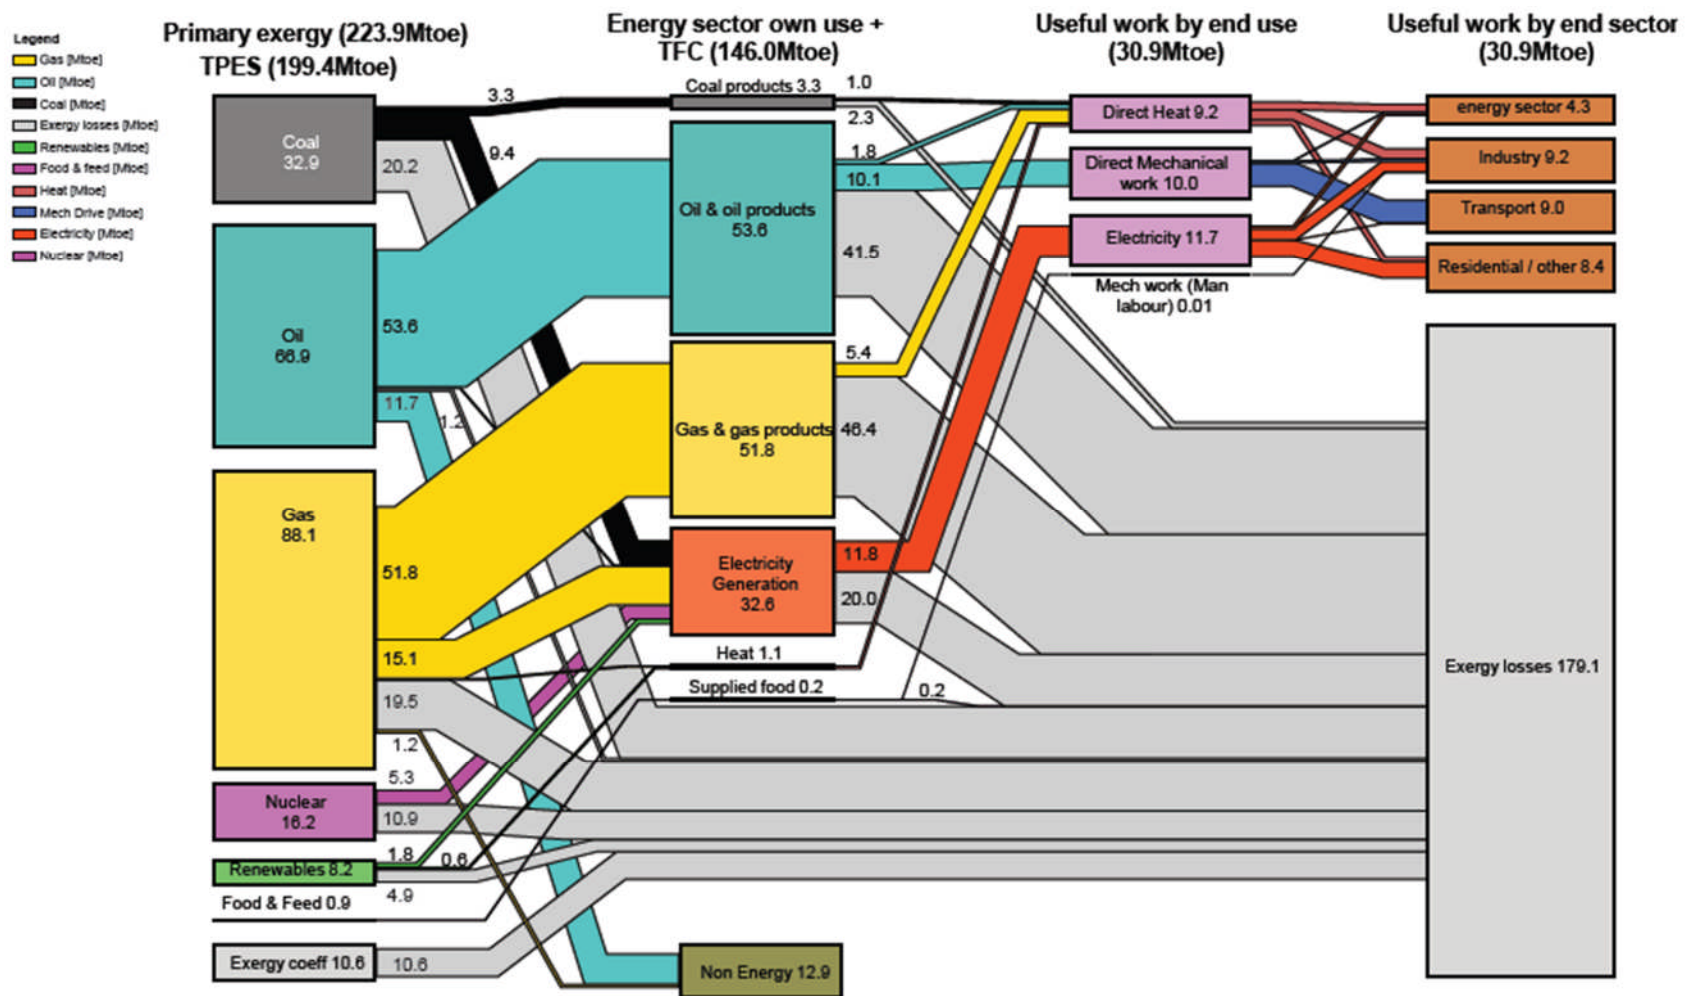 Legend
Gas [Mtoe]
Oil [Mtoe]
Coal [Mtoe]
Exergy losses [Mtoe]
Renewables [Mtoe]
Food & feed [Mtoe]
Heat [Mtoe]
Mech Drive [Mtoe]
Electricity [Mtoe]
Nuclear [Mtoe]
Primary exergy (223.9Mtoe)
TPES (199.4Mtoe)
Energy sector own use +
TFC (146.0Mtoe)
Useful work by end use
(30.9Mtoe)
Useful work by end sector
(30.9Mtoe)
Coal
32.9
Oil
66.9
Gas
88.1
Nuclear
16.2
Renewables 8.2
Food & Feed 0.9
Exergy coeff 10.6
3.3
9.4
20.2
53.6
11.7
1.2
51.8
15.1
19.5
1.2
5.3
10.9
1.8
0.6
4.9
10.6
Coal products 3.3
Oil & oil products
53.6
Gas & gas products
51.8
Electricity
Generation
32.6
Heat 1.1
Supplied food 0.2
Non Energy 12.9
1.0
2.3
1.8
10.1
41.5
5.4
46.4
11.8
20.0
0.2
Direct Heat 9.2
Direct Mechanical
work 10.0
Electricity 11.7
Mech work (Man
labour) 0.01
energy sector 4.3
Industry 9.2
Transport 9.0
Residential / other 8.4
Exergy losses 179.1